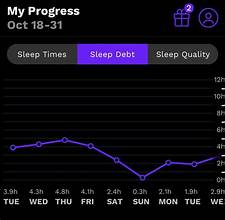 My Progress
Oct 18-31
2
Sleep Times Sleep Debt Sleep Quality
12h
10h
8h
6h
4h
2h
0h
3.9h 4.3h 4.8h 4.1h 2.4h 0.3h 2.1h 1.9h 2.9h
TUE WED THU FRI SAT SUN MON TUE WE